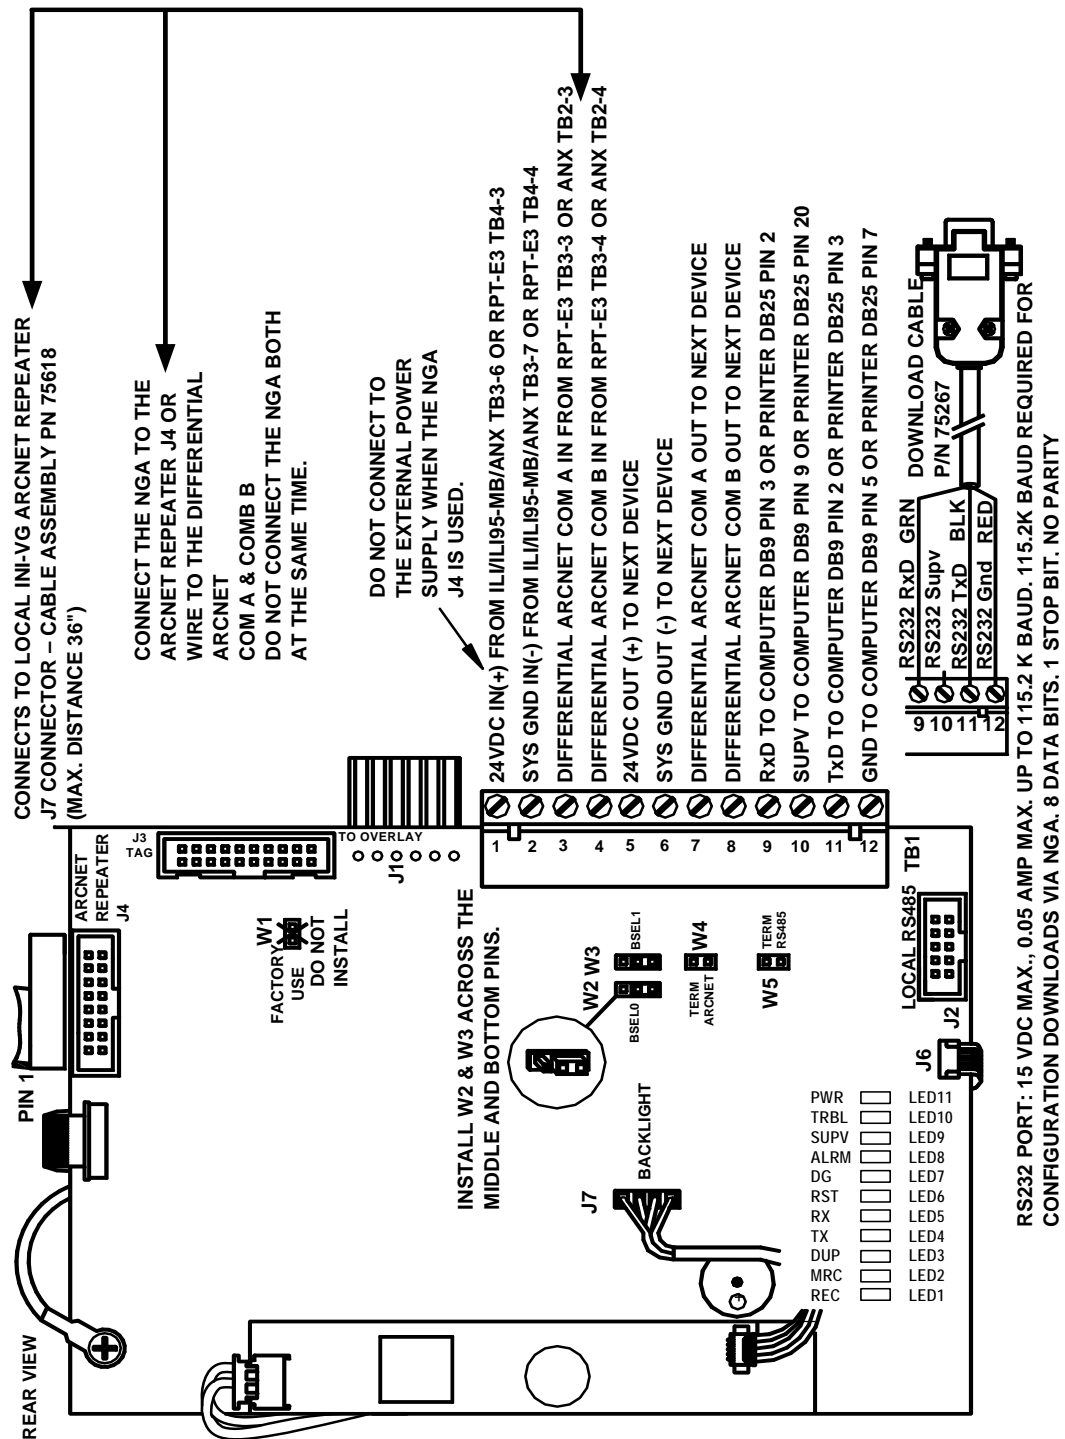 REAR VIEW
CONNECTS TO LOCAL INI-VG ARCNET REPEATER
J7 CONNECTOR – CABLE ASSEMBLY PN 75618
(MAX. DISTANCE 36")
CONNECT THE NGA TO THE
ARCNET REPEATER J4 OR
WIRE TO THE DIFFERENTIAL
ARCNET
COM A & COMB B
DO NOT CONNECT THE NGA BOTH
AT THE SAME TIME.
DO NOT CONNECT TO
THE EXTERNAL POWER
SUPPLY WHEN THE NGA
J4 IS USED.
24VDC IN(+) FROM ILI/ILI95-MB/ANX TB3-6 OR RPT-E3 TB4-3
SYS GND IN(-) FROM ILI/ILI95-MB/ANX TB3-7 OR RPT-E3 TB4-4
DIFFERENTIAL ARCNET COM A IN FROM RPT-E3 TB3-3 OR ANX TB2-3
DIFFERENTIAL ARCNET COM B IN FROM RPT-E3 TB3-4 OR ANX TB2-4
24VDC OUT (+) TO NEXT DEVICE
SYS GND OUT (-) TO NEXT DEVICE
DIFFERENTIAL ARCNET COM A OUT TO NEXT DEVICE
DIFFERENTIAL ARCNET COM B OUT TO NEXT DEVICE
RxD TO COMPUTER DB9 PIN 3 OR PRINTER DB25 PIN 2
SUPV TO COMPUTER DB9 PIN 9 OR PRINTER DB25 PIN 20
TxD TO COMPUTER DB9 PIN 2 OR PRINTER DB25 PIN 3
GND TO COMPUTER DB9 PIN 5 OR PRINTER DB25 PIN 7
1
2
3
4
5
6
7
8
9
10
11
12
TB1
PIN 1
ARCNET
REPEATER
J4
J3
TAG
TO OVERLAY
J1
W1
FACTORY
USE
DO NOT
INSTALL
INSTALL W2 & W3 ACROSS THE
MIDDLE AND BOTTOM PINS.
W2 W3
BSEL0
BSEL1
W4
TERM
ARCNET
W5
TERM
RS485
LOCAL RS485
J2
J6
J7
BACKLIGHT
PWR LED11
TRBL LED10
SUPV LED9
ALRM LED8
DG LED7
RST LED6
RX LED5
TX LED4
DUP LED3
MRC LED2
REC LED1
9 RS232 RxD GRN
10 RS232 Supv
11 RS232 TxD BLK
12 RS232 Gnd RED
DOWNLOAD CABLE
P/N 75267
RS232 PORT: 15 VDC MAX., 0.05 AMP MAX. UP TO 115.2 K BAUD. 115.2K BAUD REQUIRED FOR
CONFIGURATION DOWNLOADS VIA NGA. 8 DATA BITS. 1 STOP BIT. NO PARITY